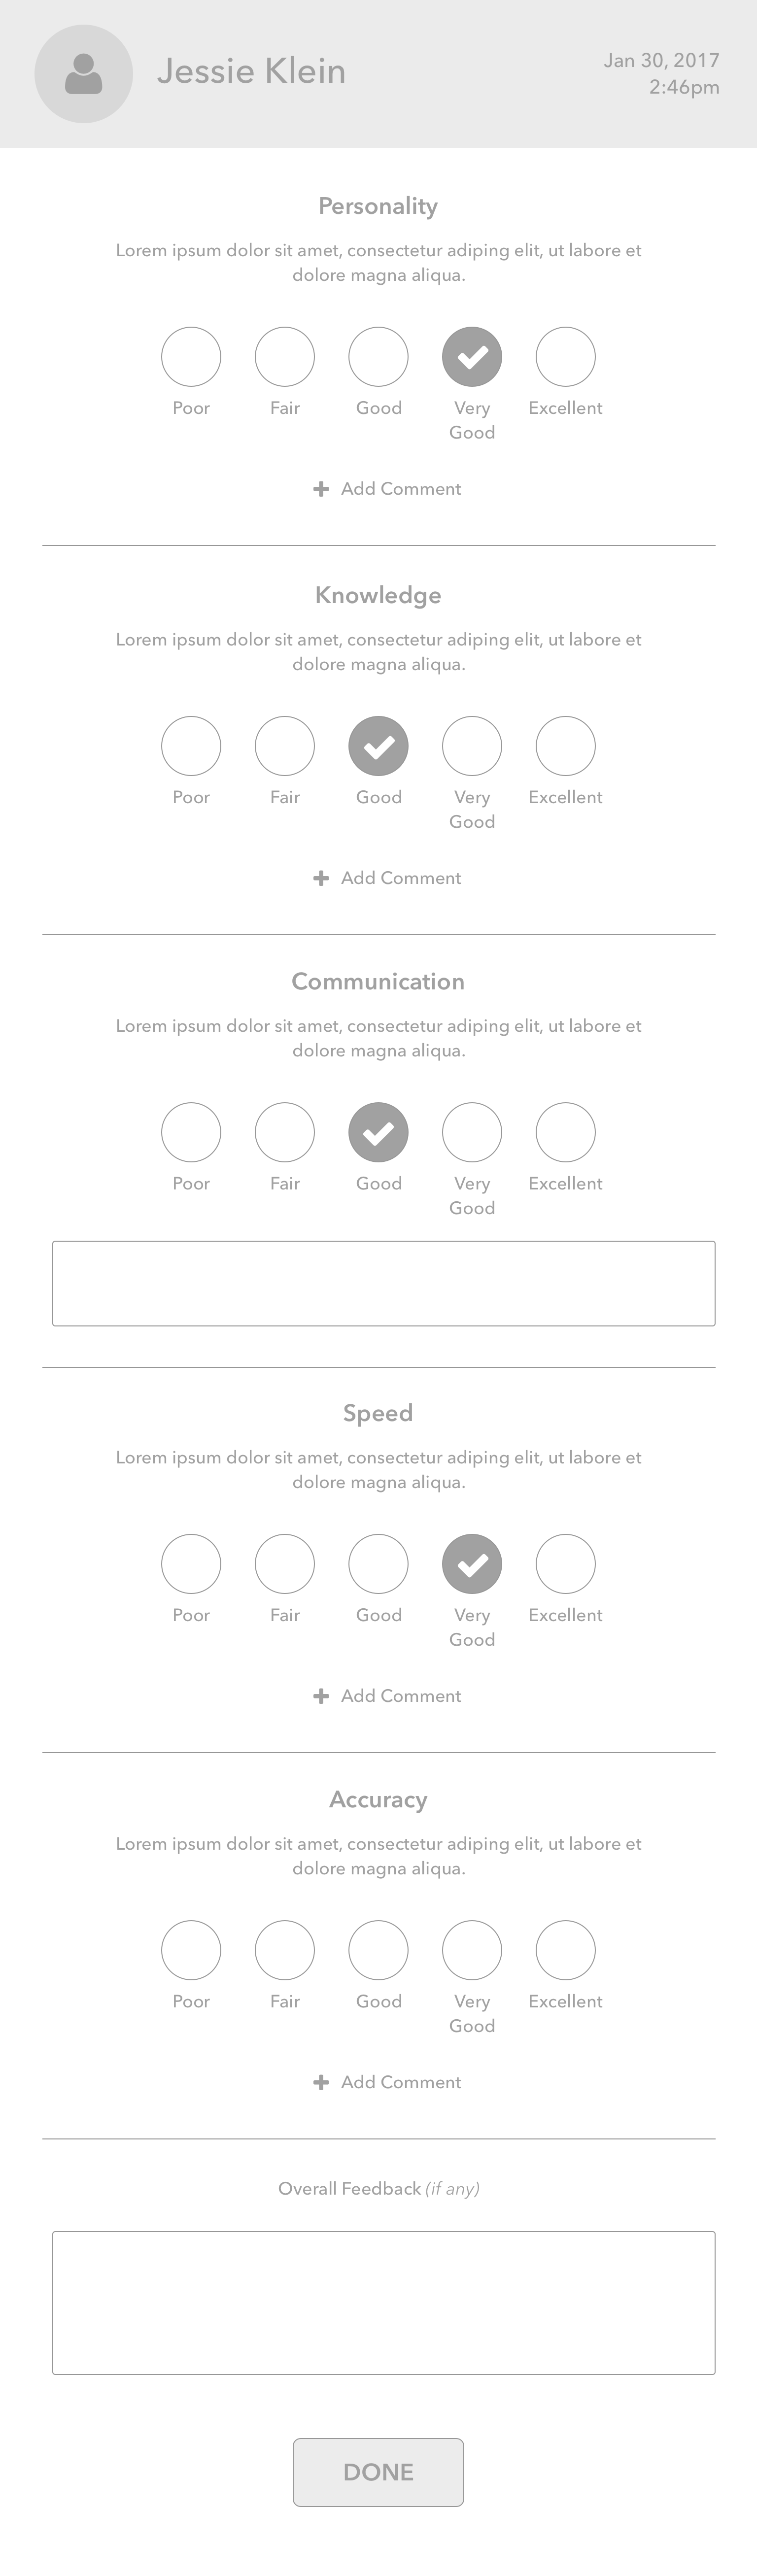 Jessie Klein
Jan 30, 2017
2:46pm
Personality
Lorem ipsum dolor sit amet, consectetur adiping elit, ut labore et
dolore magna aliqua.
Poor Fair Good Very Excellent
Good
Add Comment
Knowledge
Lorem ipsum dolor sit amet, consectetur adiping elit, ut labore et
dolore magna aliqua.
Poor Fair Good Very Excellent
Good
Add Comment
Communication
Lorem ipsum dolor sit amet, consectetur adiping elit, ut labore et
dolore magna aliqua.
Poor Fair Good Very Excellent
Good
Speed
Lorem ipsum dolor sit amet, consectetur adiping elit, ut labore et
dolore magna aliqua.
Poor Fair Good Very Excellent
Good
Add Comment
Accuracy
Lorem ipsum dolor sit amet, consectetur adiping elit, ut labore et
dolore magna aliqua.
Poor Fair Good Very Excellent
Good
Add Comment
Overall Feedback (if any)
DONE